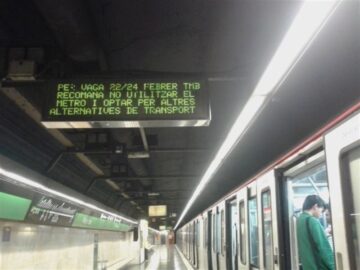 PER VAGA 22/24 FEBRER TMB
RECOMANA NO UTILITZAR EL
METRO I OPTAR PER ALTRES
ALTERNATIVES DE TRANSPORT